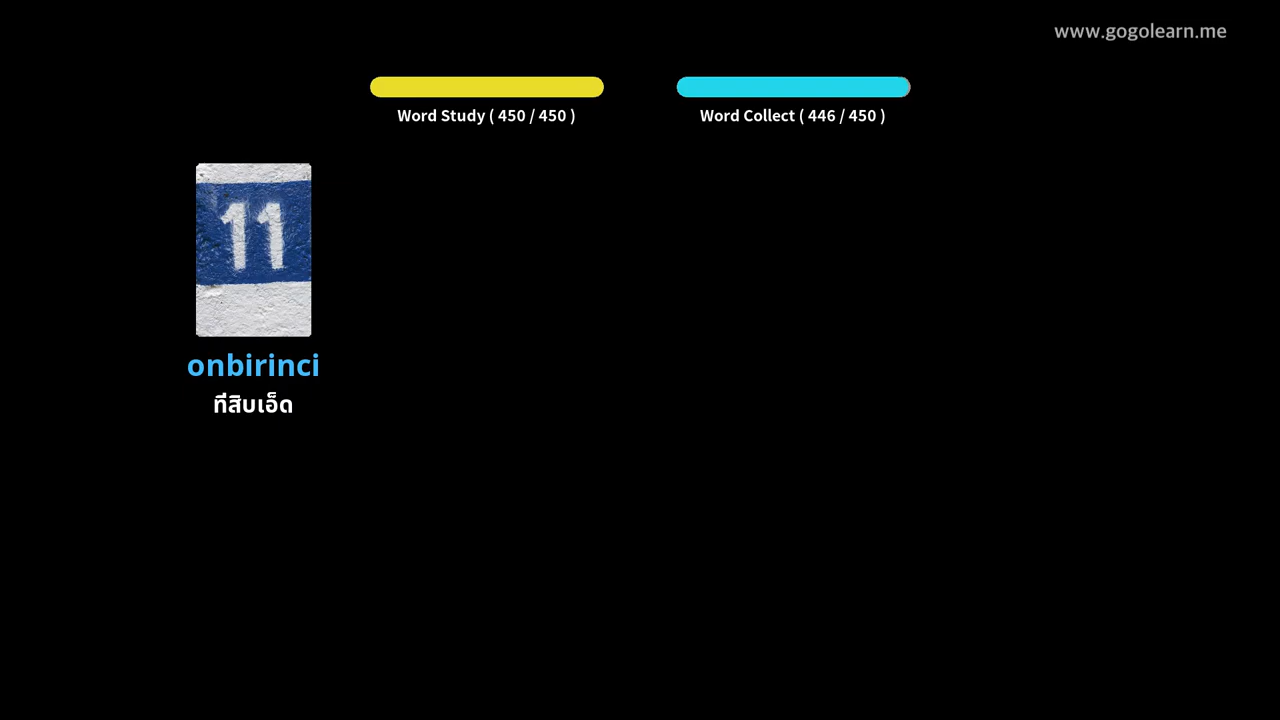 www.gogolearn.me
Word Study ( 450 / 450 )
Word Collect ( 446 / 450 )
11
onbirinci
ที่สิบเอ็ด